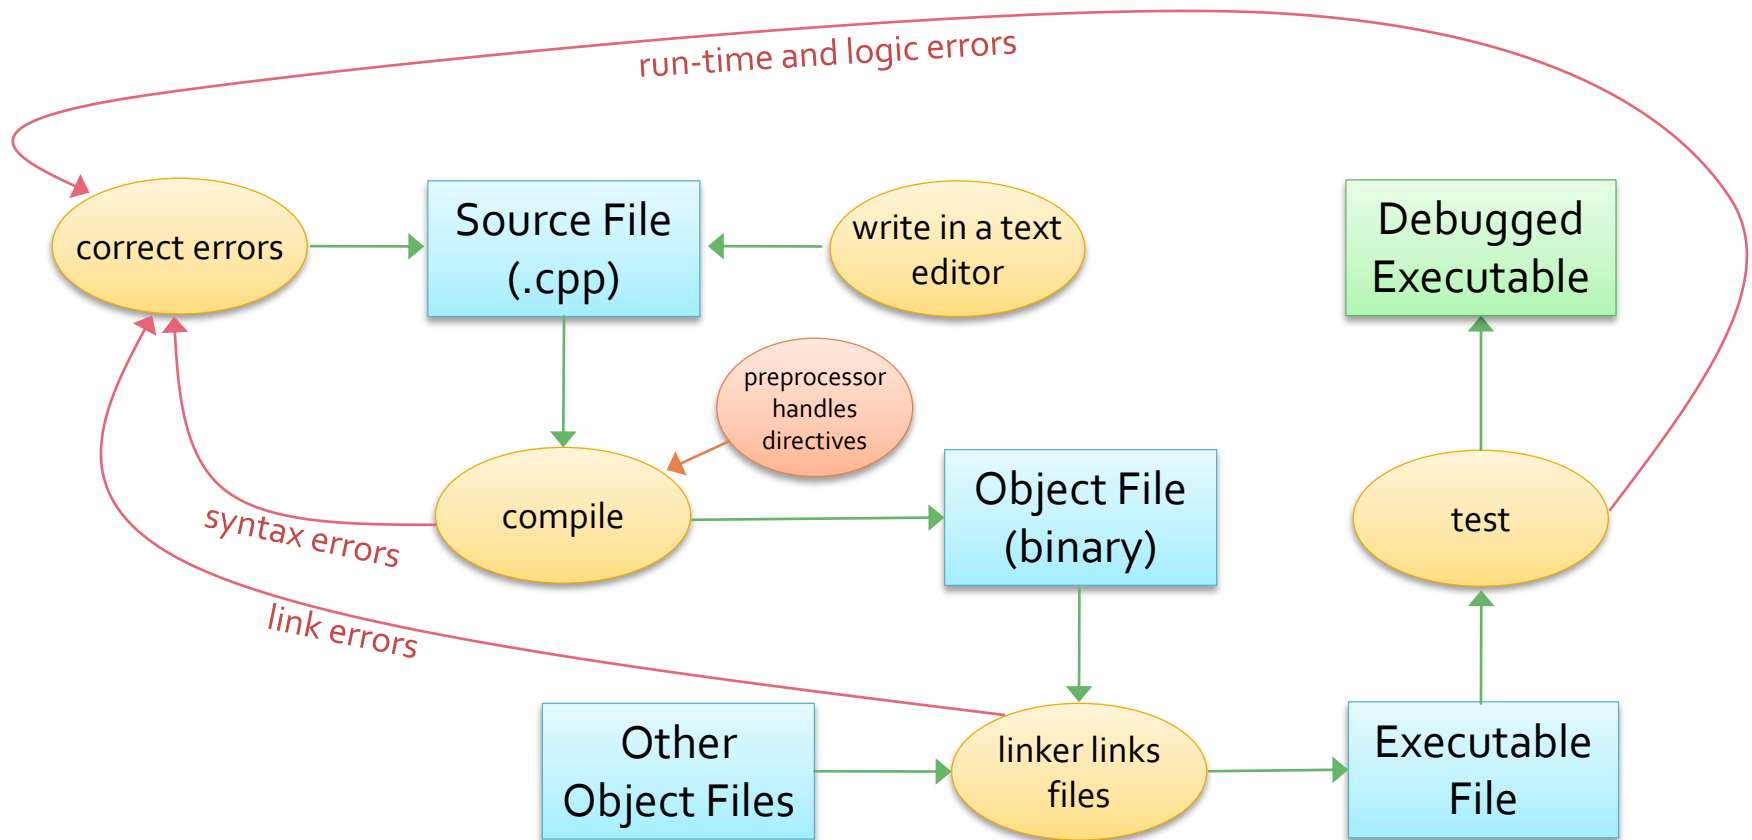 run-time and logic errors
correct errors
Source File
(.cpp)
write in a text
editor
Debugged
Executable
preprocessor
handles
directives
compile
syntax errors
Object File
(binary)
test
link errors
Other
Object Files
linker links
files
Executable
File